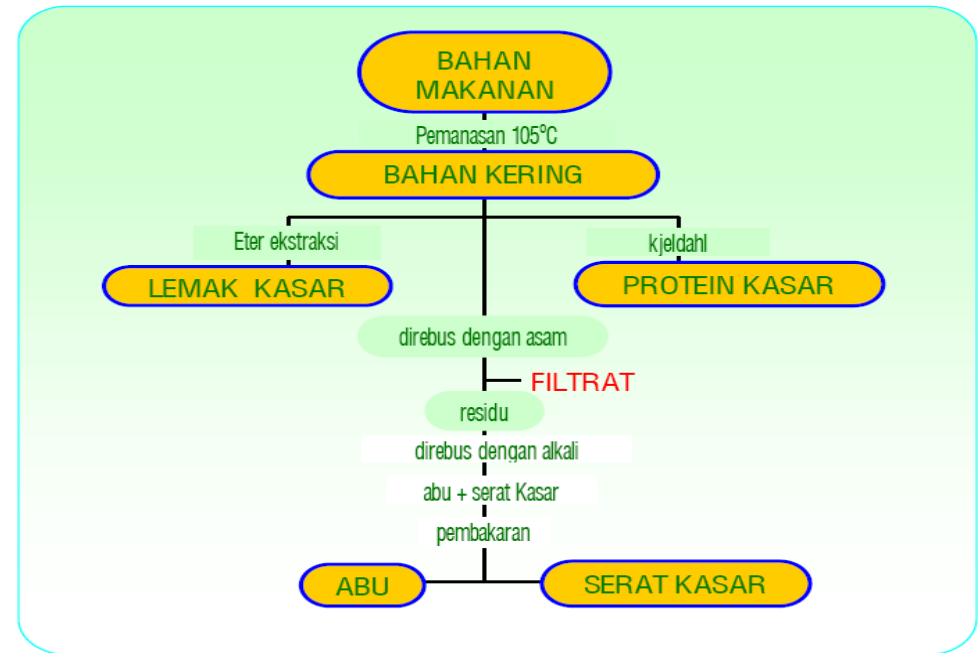 BAHAN
MAKANAN
Pemanasan 105°C
BAHAN KERING
Eter ekstraksi
kjeldahl
LEMAK KASAR
PROTEIN KASAR
direbus dengan asam
FILTRAT
residu
direbus dengan alkali
abu + serat Kasar
pembakaran
ABU
SERAT KASAR